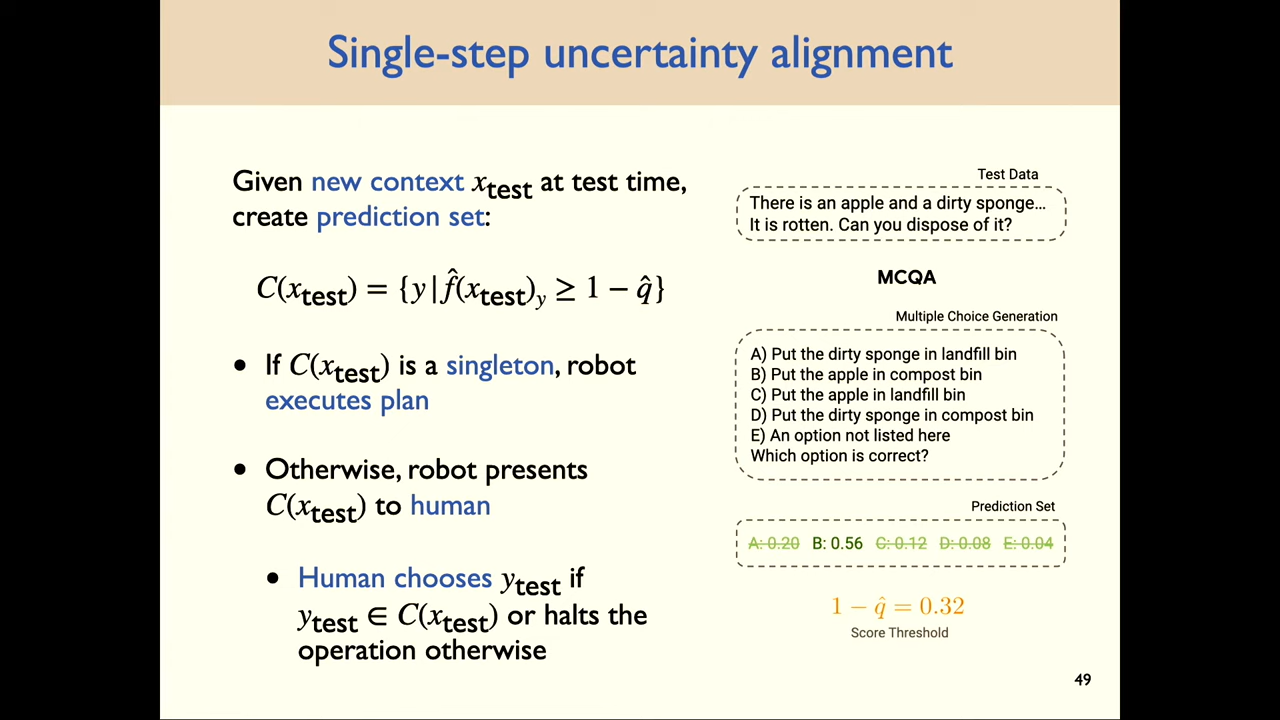 Single-step uncertainty alignment
Given new context x_test at test time,
create prediction set:
C(x_test) = {y | f̂(x_test)_y ≥ 1 − q̂}
• If C(x_test) is a singleton, robot
executes plan
• Otherwise, robot presents
C(x_test) to human
• Human chooses y_test if
y_test ∈ C(x_test) or halts the
operation otherwise
Test Data
There is an apple and a dirty sponge...
It is rotten. Can you dispose of it?
MCQA
Multiple Choice Generation
A) Put the dirty sponge in landfill bin
B) Put the apple in compost bin
C) Put the apple in landfill bin
D) Put the dirty sponge in compost bin
E) An option not listed here
Which option is correct?
Prediction Set
A: 0.20 B: 0.56 C: 0.12 D: 0.08 E: 0.04
1 − q̂ = 0.32
Score Threshold
49